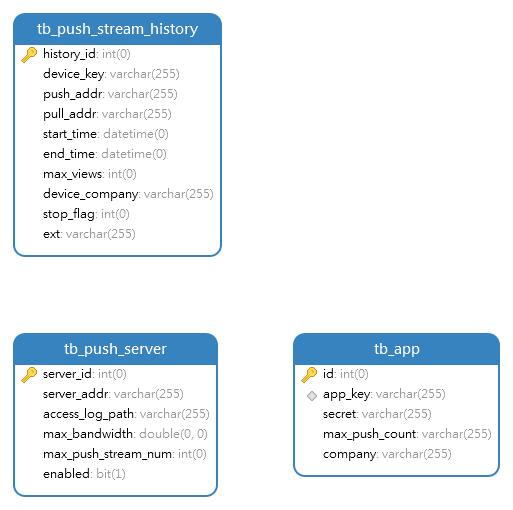 tb_push_stream_history
history_id: int(0)
device_key: varchar(255)
push_addr: varchar(255)
pull_addr: varchar(255)
start_time: datetime(0)
end_time: datetime(0)
max_views: int(0)
device_company: varchar(255)
stop_flag: int(0)
ext: varchar(255)
tb_push_server
server_id: int(0)
server_addr: varchar(255)
access_log_path: varchar(255)
max_bandwidth: double(0, 0)
max_push_stream_num: int(0)
enabled: bit(1)
tb_app
id: int(0)
app_key: varchar(255)
secret: varchar(255)
max_push_count: varchar(255)
company: varchar(255)